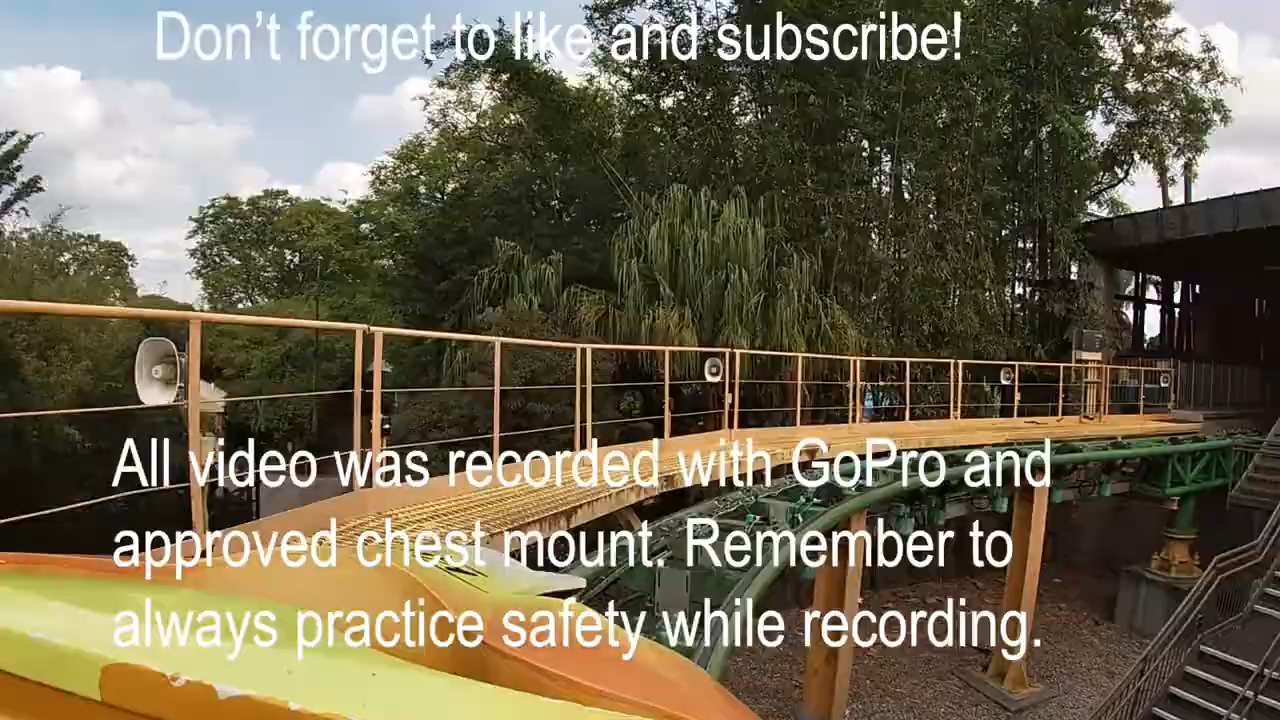 Don’t forget to like and subscribe!
All video was recorded with GoPro and
approved chest mount. Remember to
always practice safety while recording.